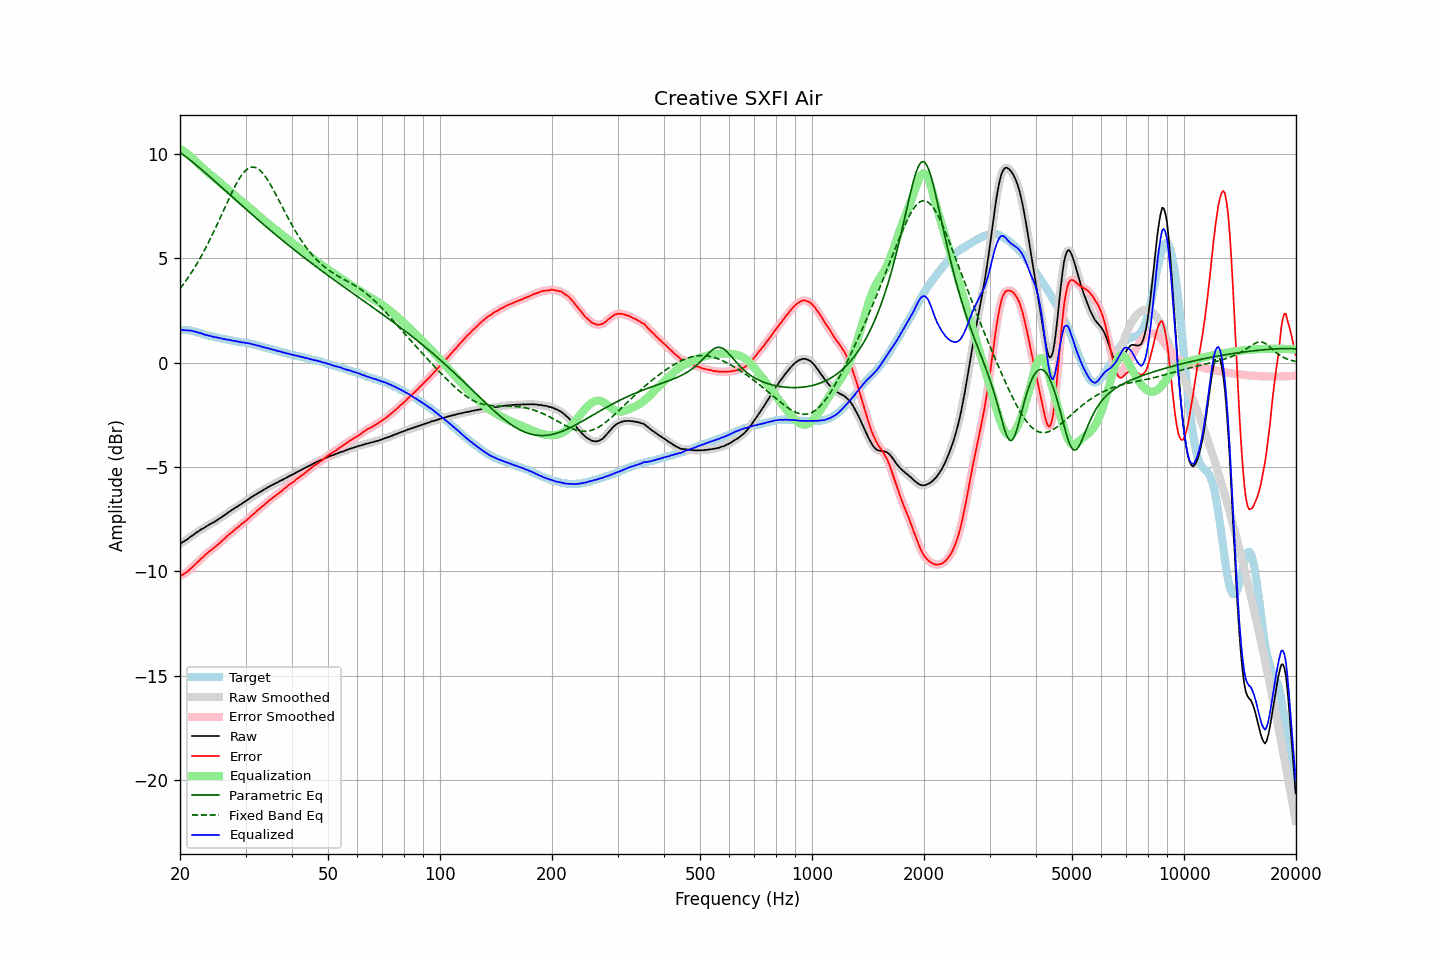 Creative SXFI Air
Amplitude (dBr)
10
5
0
−5
−10
−15
−20
Target
Raw Smoothed
Error Smoothed
Raw
Error
Equalization
Parametric Eq
Fixed Band Eq
Equalized
20 50 100 200 500 1000 2000 5000 10000 20000
Frequency (Hz)